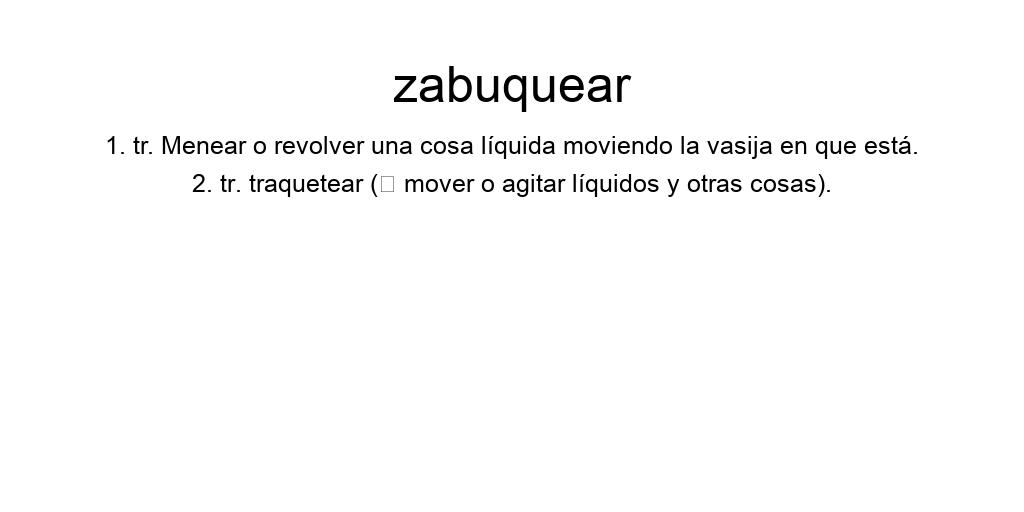 zabuquear
1. tr. Menear o revolver una cosa líquida moviendo la vasija en que está.
2. tr. traquetear (□ mover o agitar líquidos y otras cosas).